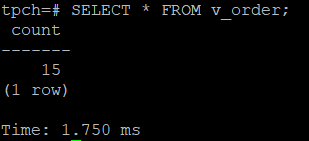 tpch=# SELECT * FROM v_order;
count
-------
15
(1 row)
Time: 1.750 ms